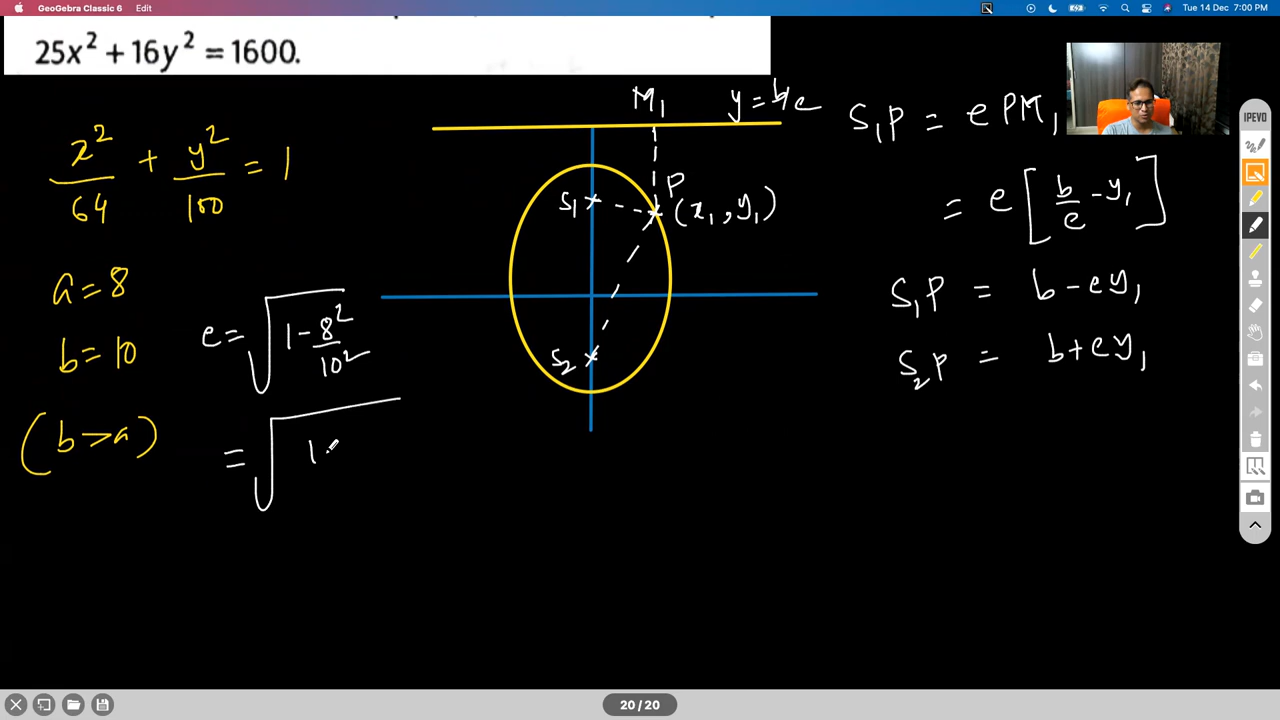 GeoGebra Classic 6 Edit Tue 14 Dec 7:00 PM
25x² + 16y² = 1600.
x²/64 + y²/100 = 1
a = 8
b = 10
(b > a)
e = √(1 - 8²/10²)
= √(1
M₁
y = b/e
S₁
P
(x₁, y₁)
S₂
S₁P = e PM₁
= e [b/e - y₁]
S₁P = b - ey₁
S₂P = b + ey₁
IPEVO
20 / 20